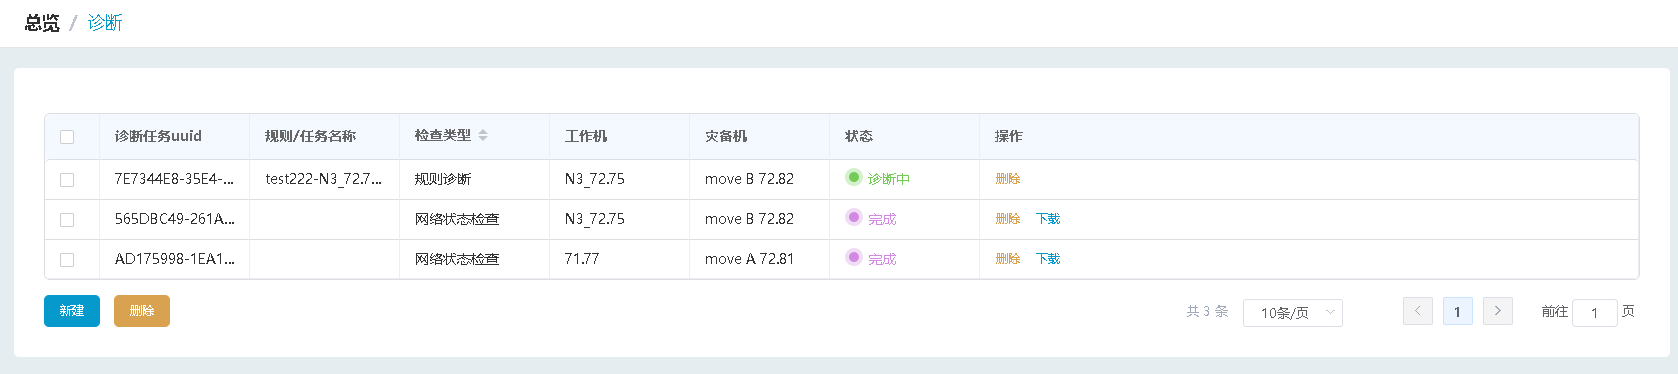 总览 / 诊断
诊断任务uuid 规则/任务名称 检查类型 工作机 灾备机 状态 操作
7E7344E8-35E4-... test222-N3_72.7... 规则诊断 N3_72.75 move B 72.82 诊断中 删除
565DBC49-261A... 网络状态检查 N3_72.75 move B 72.82 完成 删除 下载
AD175998-1EA1... 网络状态检查 71.77 move A 72.81 完成 删除 下载
新建 删除 共 3 条 10条/页 1 前往 1 页